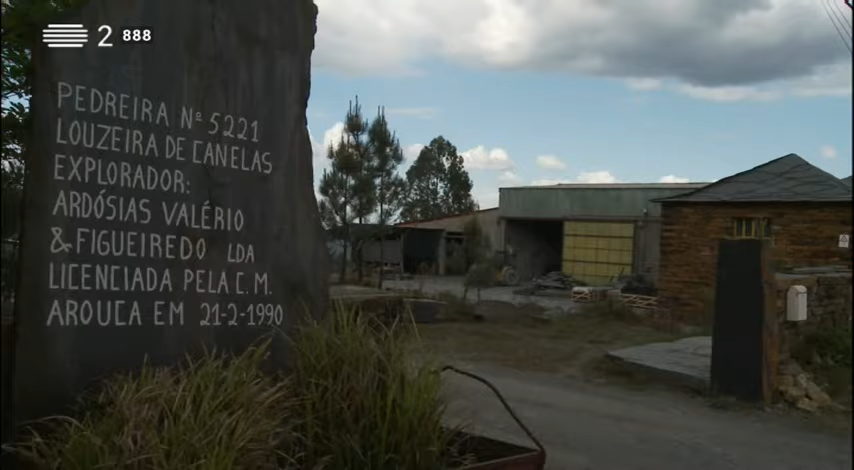 2 888
PEDREIRA Nº 5221
LOUZEIRA DE CANELAS
EXPLORADOR:
ARDÓSIAS VALÉRIO
& FIGUEIREDO LDA
LICENCIADA PELA C.M.
AROUCA EM 21-2-1990